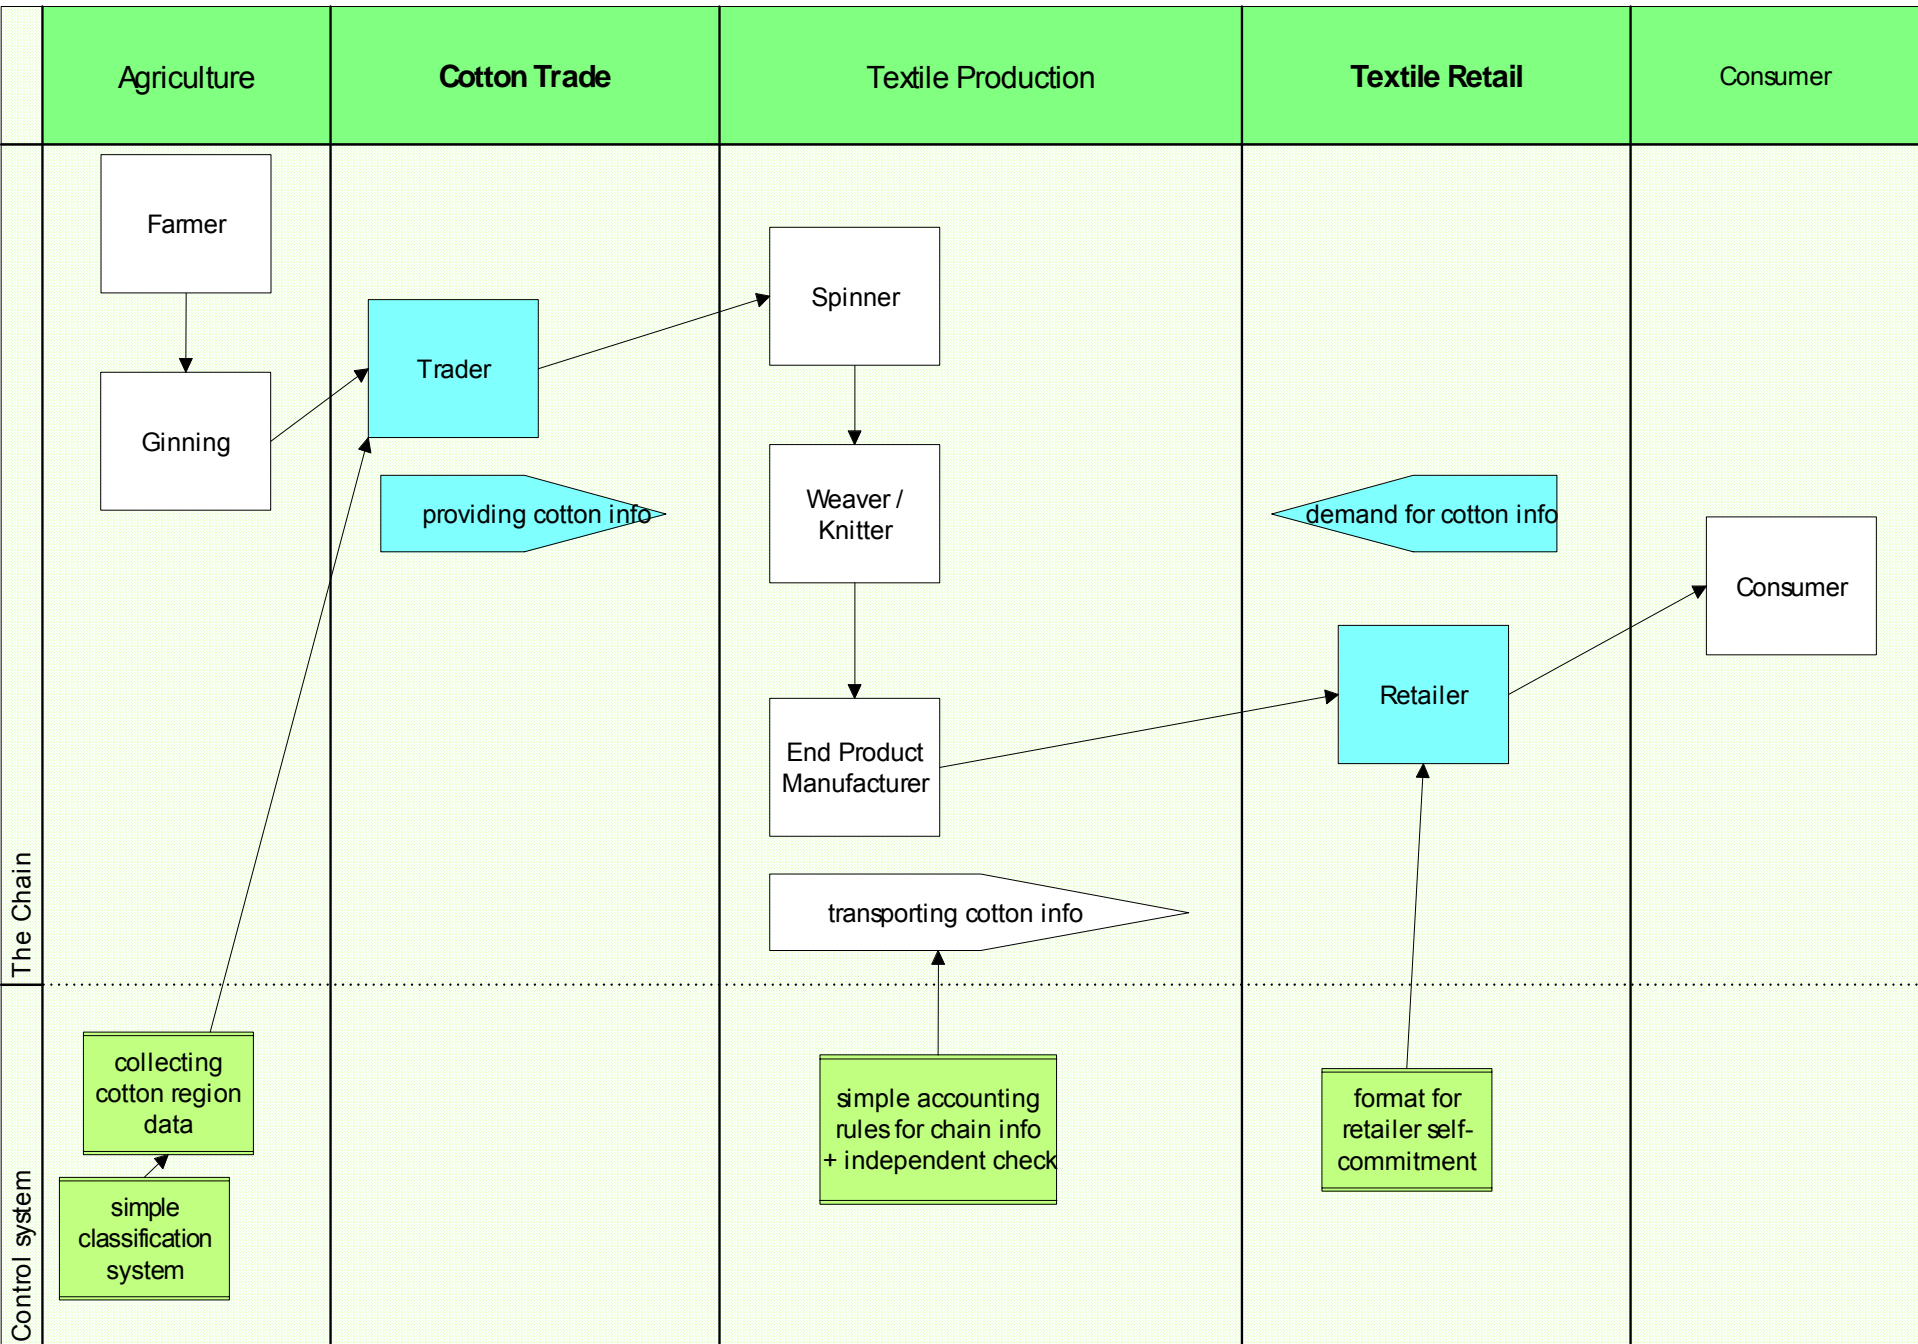 Agriculture
Cotton Trade
Textile Production
Textile Retail
Consumer
The Chain
Farmer
Ginning
Trader
providing cotton info
Spinner
Weaver /
Knitter
End Product
Manufacturer
transporting cotton info
demand for cotton info
Retailer
Consumer
Control system
collecting
cotton region
data
simple
classification
system
simple accounting
rules for chain info
+ independent check
format for
retailer self-
commitment